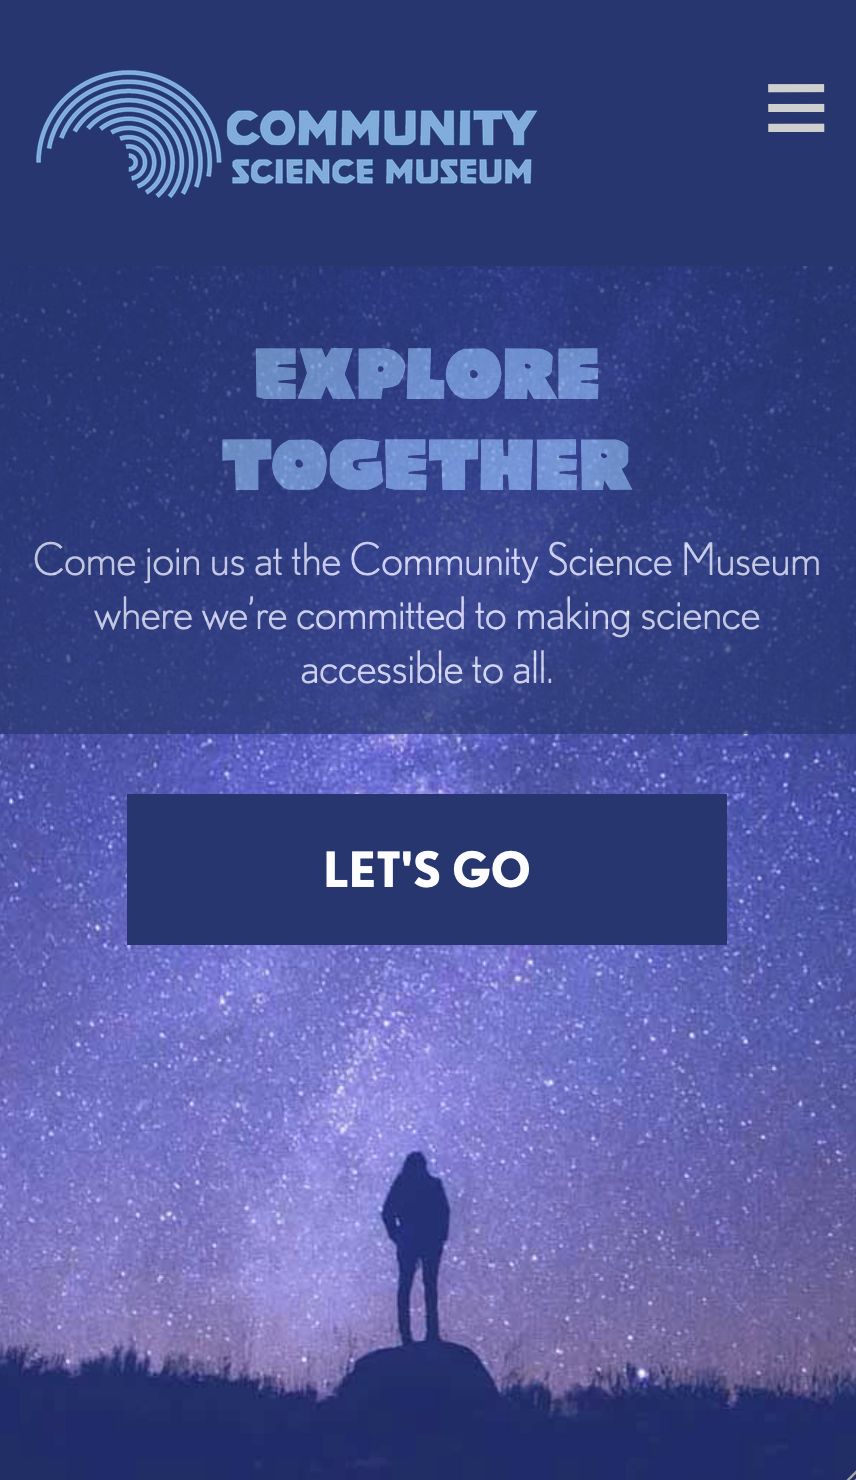 COMMUNITY
SCIENCE MUSEUM
EXPLORE
TOGETHER
Come join us at the Community Science Museum
where we're committed to making science
accessible to all.
LET'S GO